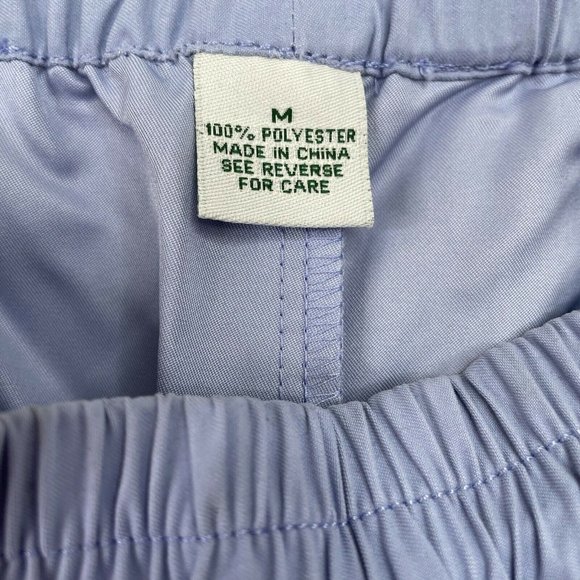 M
100% POLYESTER
MADE IN CHINA
SEE REVERSE
FOR CARE